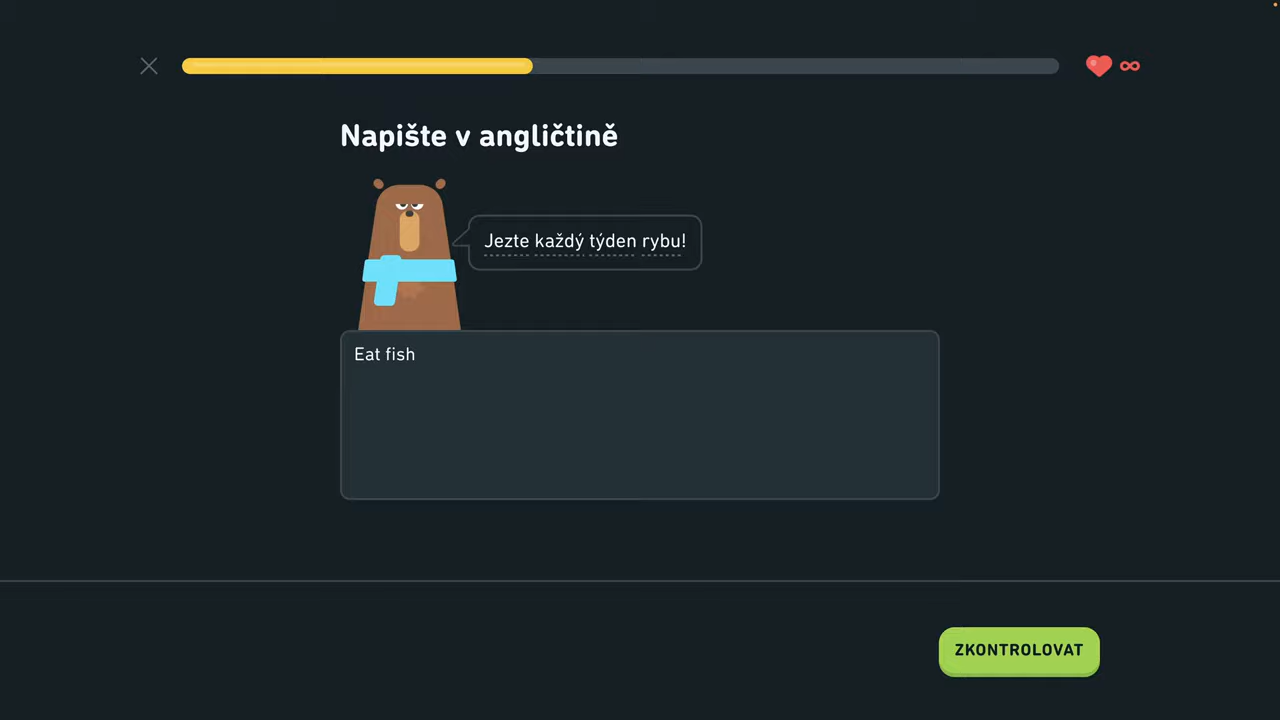 ∞
Napište v angličtině
Jezte každý týden rybu!
Eat fish
ZKONTROLOVAT